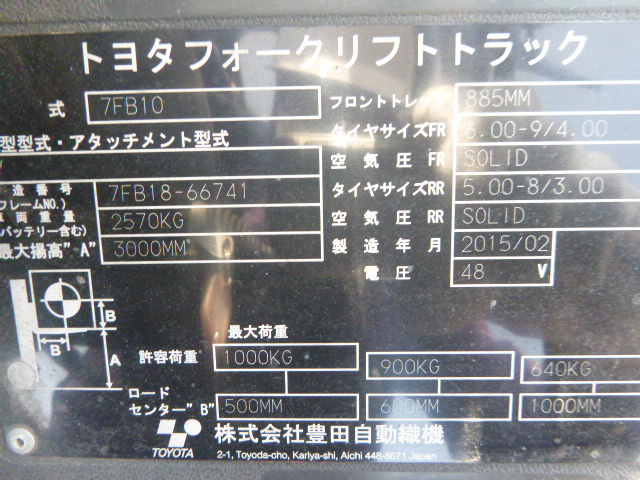 トヨタフォークリフトトラック
式 7FB10 フロントトレッド 885MM
型型式・アタッチメント型式 タイヤサイズFR 6.00-9/4.00
空気圧 FR SOLID
造番号 7FB18-66741 タイヤサイズRR 5.00-8/3.00
フレームNO.)
両重量 2570KG 空気圧 RR SOLID
バッテリー含む)
最大揚高"A" 3000MM 製造年月 2015/02
電圧 48 V
B
B A
最大荷重
許容荷重 1000KG 900KG 640KG
ロード
センター"B" 500MM 600MM 1000MM
TOYOTA 株式会社豊田自動織機
2-1, Toyoda-cho, Kariya-shi, Aichi 448-8671 Japan